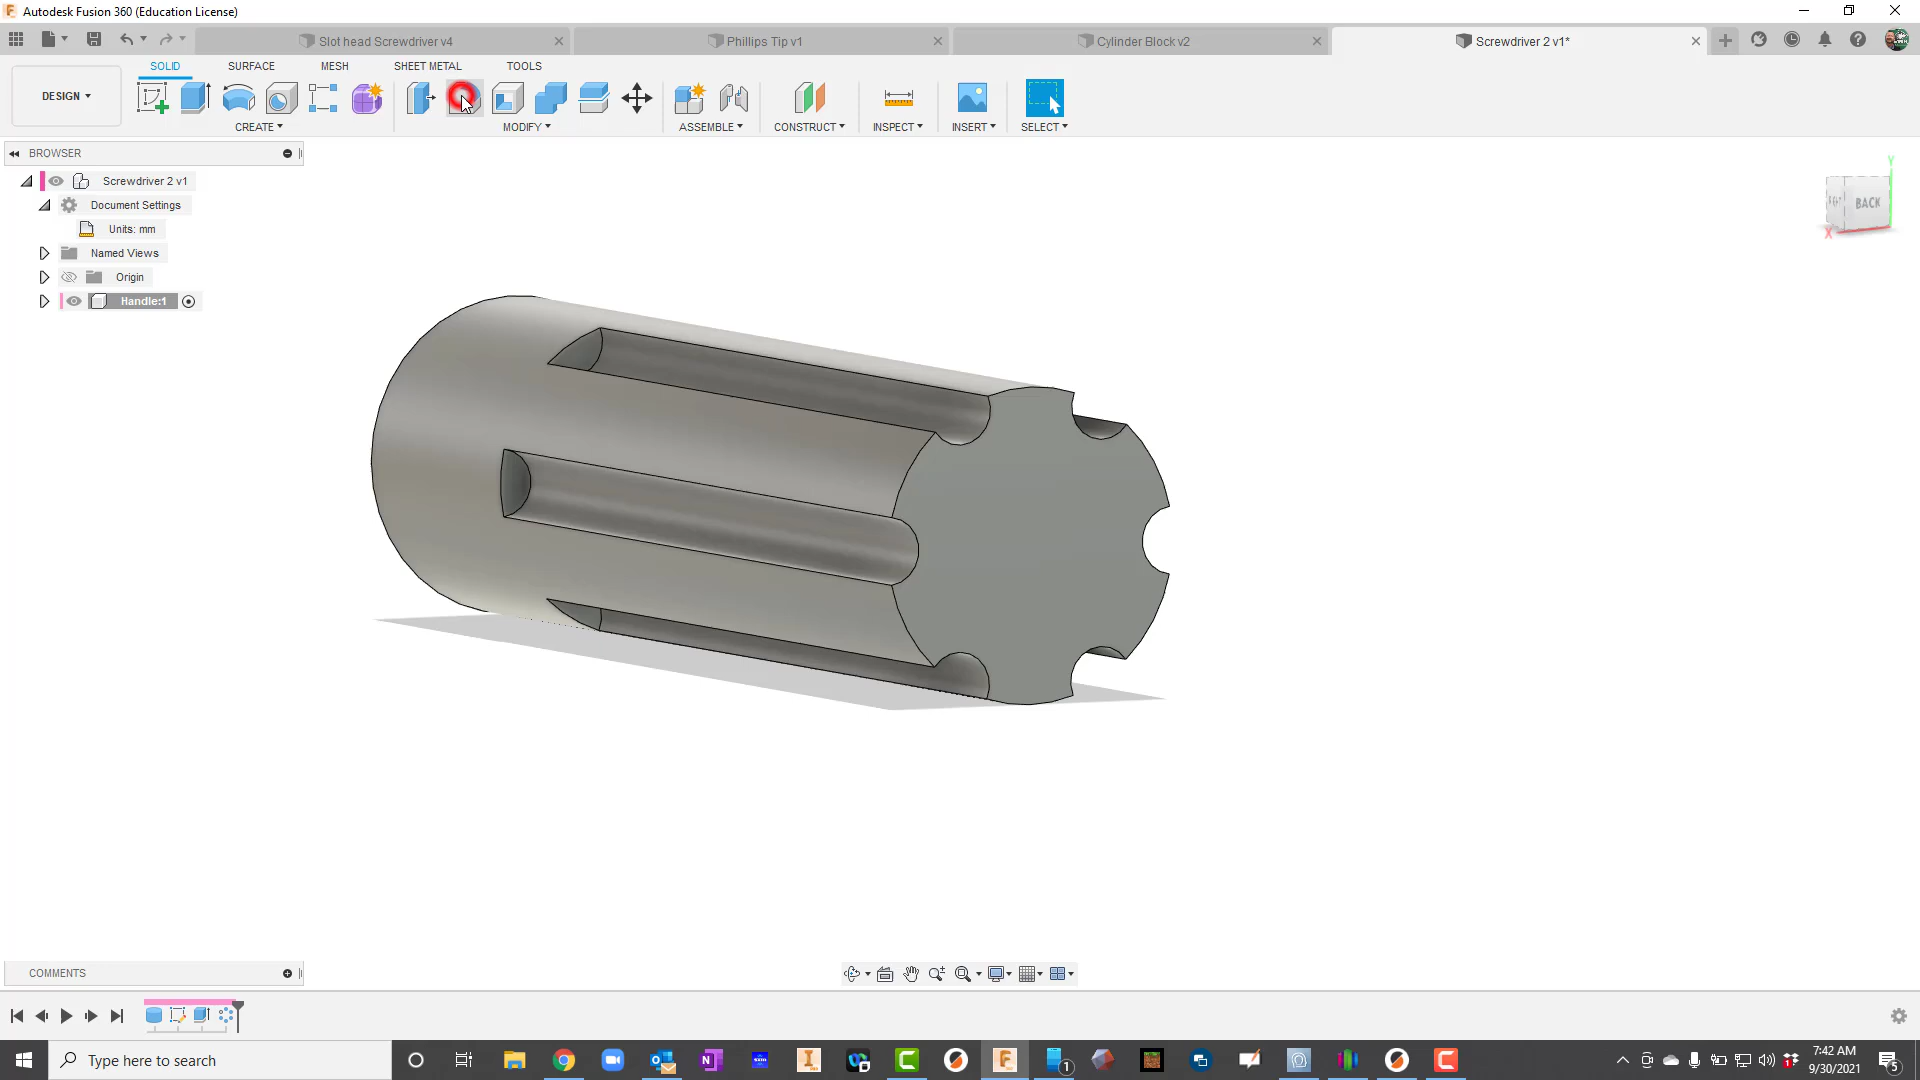 Autodesk Fusion 360 (Education License)
Slot head Screwdriver v4
Phillips Tip v1
Cylinder Block v2
Screwdriver 2 v1*
SOLID
SURFACE
MESH
SHEET METAL
TOOLS
DESIGN
CREATE
MODIFY
ASSEMBLE
CONSTRUCT
INSPECT
INSERT
SELECT
BROWSER
Screwdriver 2 v1
Document Settings
Units: mm
Named Views
Origin
Handle:1
Y
BACK
X
COMMENTS
Type here to search
1
7:42 AM
9/30/2021
5